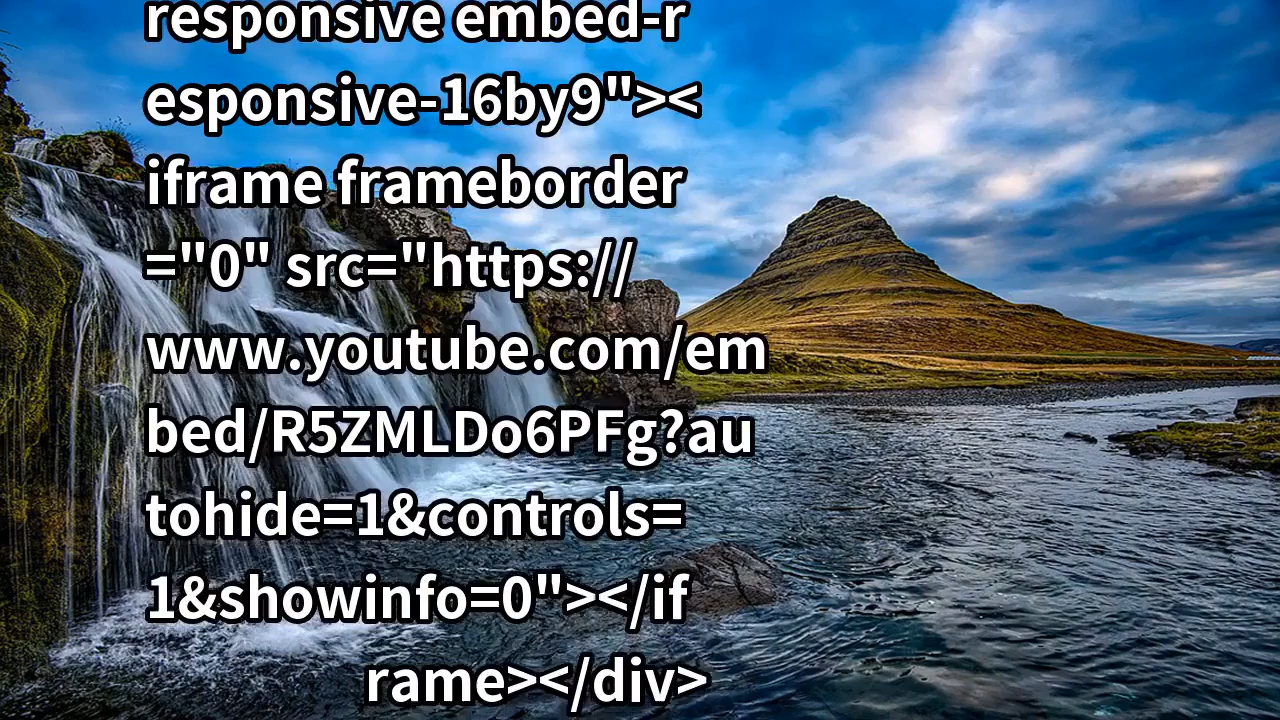 responsive embed-r
esponsive-16by9"><
iframe frameborder
="0" src="https://
www.youtube.com/em
bed/R5ZMLDo6PFg?au
tohide=1&controls=
1&showinfo=0"></if
rame></div>